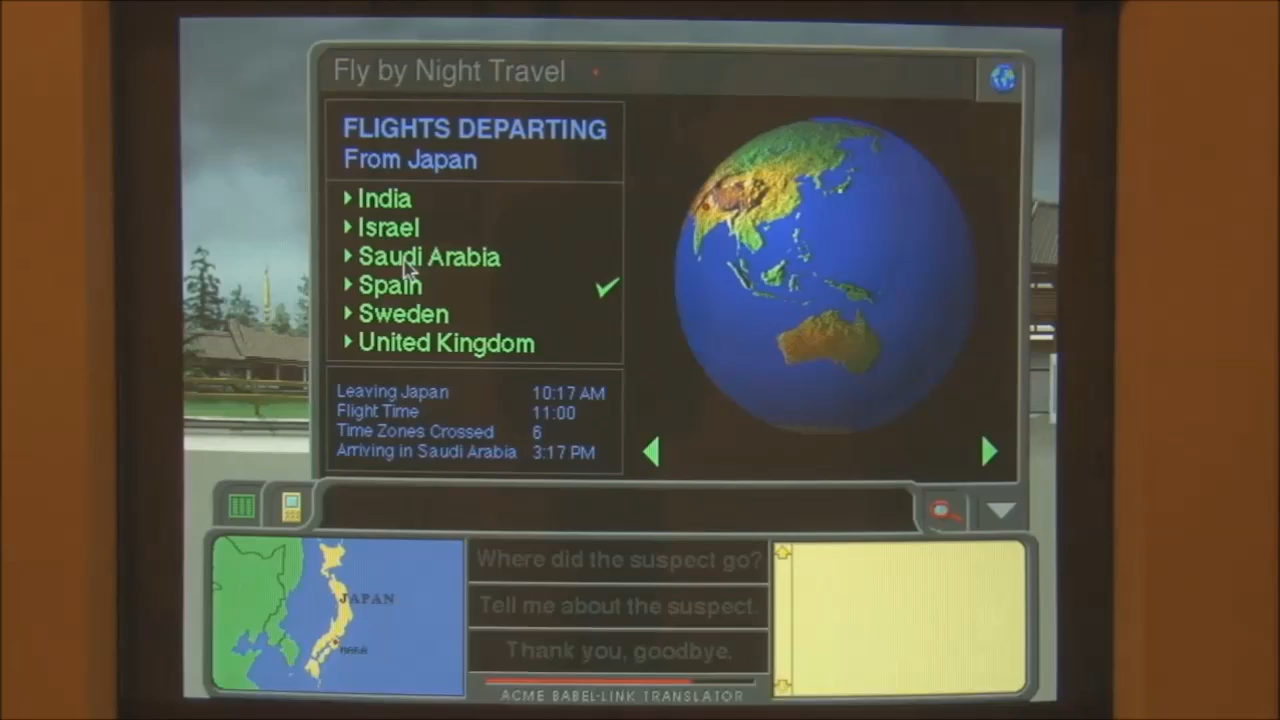 Fly by Night Travel
FLIGHTS DEPARTING
From Japan
India
Israel
Saudi Arabia
Spain
Sweden
United Kingdom
Leaving Japan 10:17 AM
Flight Time 11:00
Time Zones Crossed 6
Arriving in Saudi Arabia 3:17 PM
JAPAN
NARA
Where did the suspect go?
Tell me about the suspect.
Thank you, goodbye.
ACME BABEL-LINK TRANSLATOR